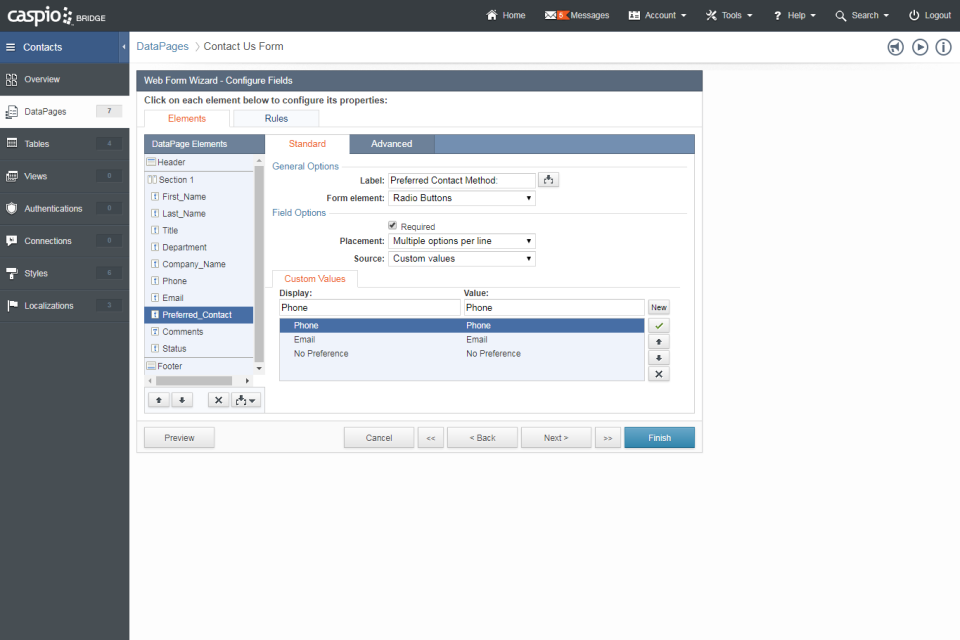 caspio BRIDGE
Home
5 Messages
Account
Tools
? Help
Search
Logout
Contacts
DataPages > Contact Us Form
Overview
DataPages 7
Tables 4
Views 0
Authentications 0
Connections 0
Styles 6
Localizations 3
Web Form Wizard - Configure Fields
Click on each element below to configure its properties:
Elements Rules
DataPage Elements
Header
Section 1
First_Name
Last_Name
Title
Department
Company_Name
Phone
Email
Preferred_Contact
Comments
Status
Footer
Standard Advanced
General Options
Label: Preferred Contact Method:
Form element: Radio Buttons
Field Options
Required
Placement: Multiple options per line
Source: Custom values
Custom Values
Display: Value:
Phone Phone New
Phone Phone
Email Email
No Preference No Preference
Preview Cancel << < Back Next > >> Finish